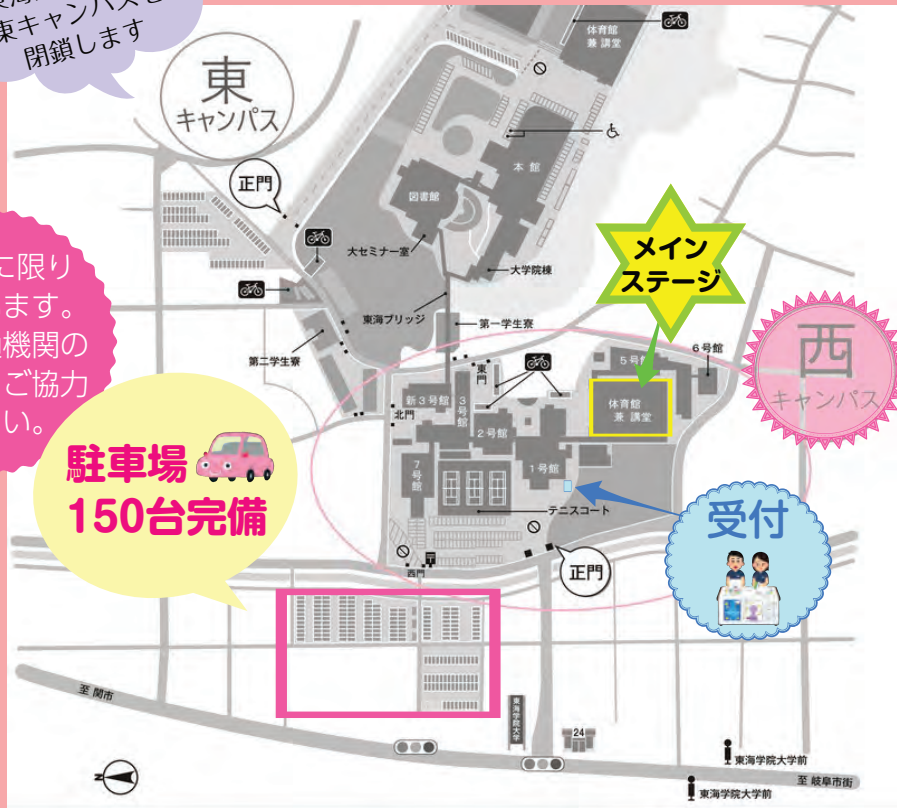 東キャンパスを
閉鎖します
東
キャンパス
体育館
兼 講堂
本 館
図書館
正門
大セミナー室
大学院棟
メイン
ステージ
に限り
ます。
機関の
ご協力
い。
東海ブリッジ
第一学生寮
第二学生寮
東門
5号館
6号館
西
キャンパス
新3号館
3号館
北門
2号館
体育館
兼 講堂
1号館
7号館
駐車場
150台完備
テニスコート
受付
西門
正門
至 関市
東海学院大学
24
東海学院大学前
東海学院大学前
至 岐阜市街
N